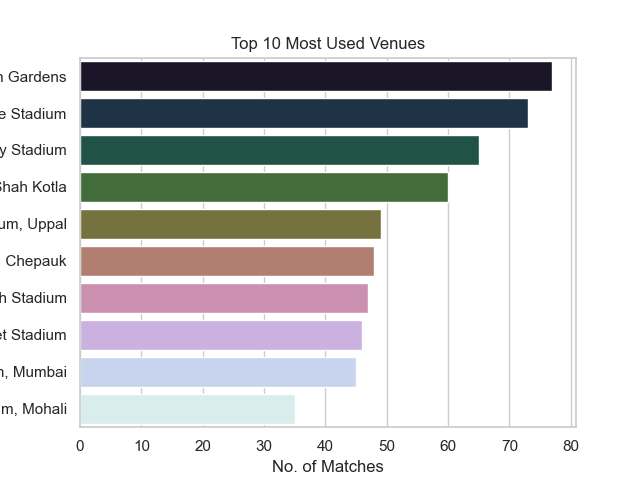 Top 10 Most Used Venues
n Gardens
e Stadium
y Stadium
Shah Kotla
um, Uppal
Chepauk
h Stadium
et Stadium
n, Mumbai
m, Mohali
0 10 20 30 40 50 60 70 80
No. of Matches